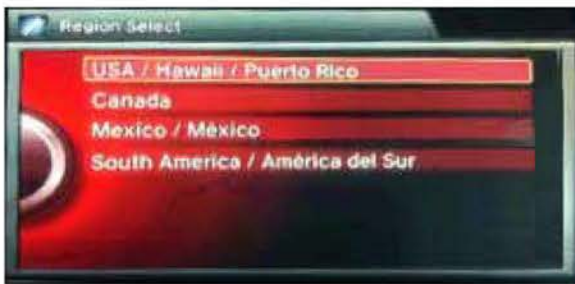 Region Select
USA / Hawaii / Puerto Rico
Canada
Mexico / México
South America / América del Sur